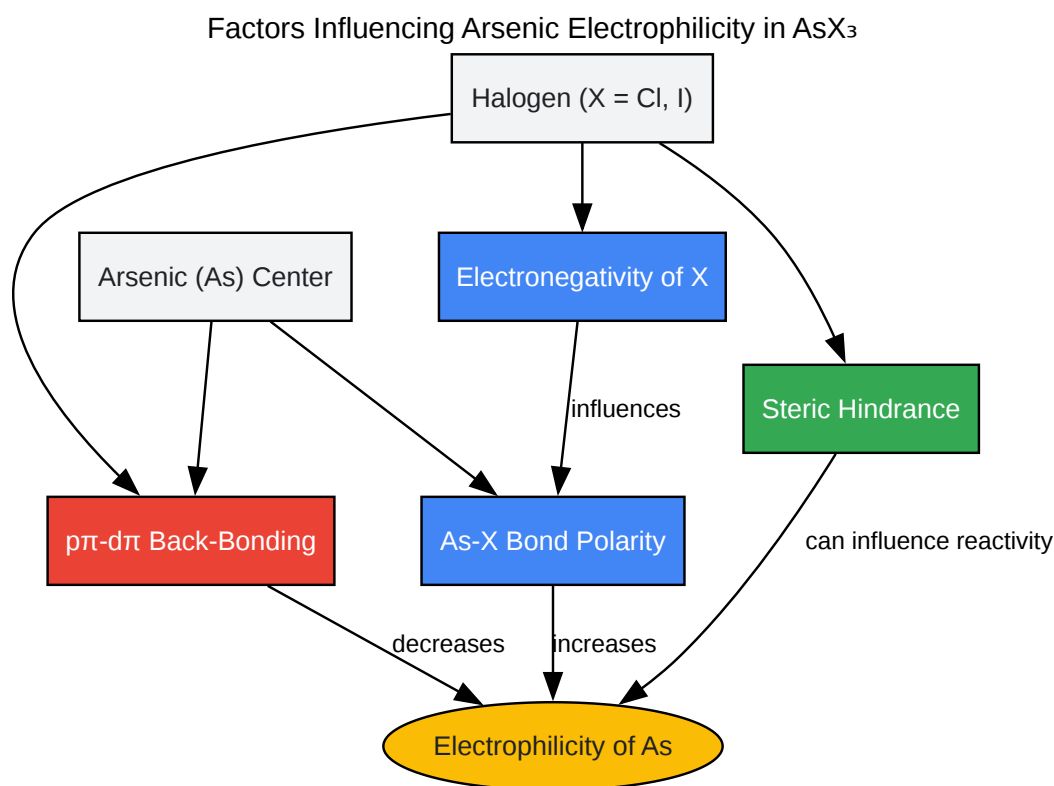 Factors Influencing Arsenic Electrophilicity in AsX₃
Halogen (X = Cl, I)
Arsenic (As) Center
Electronegativity of X
influences
Steric Hindrance
pπ-dπ Back-Bonding
As-X Bond Polarity
can influence reactivity
decreases
increases
Electrophilicity of As